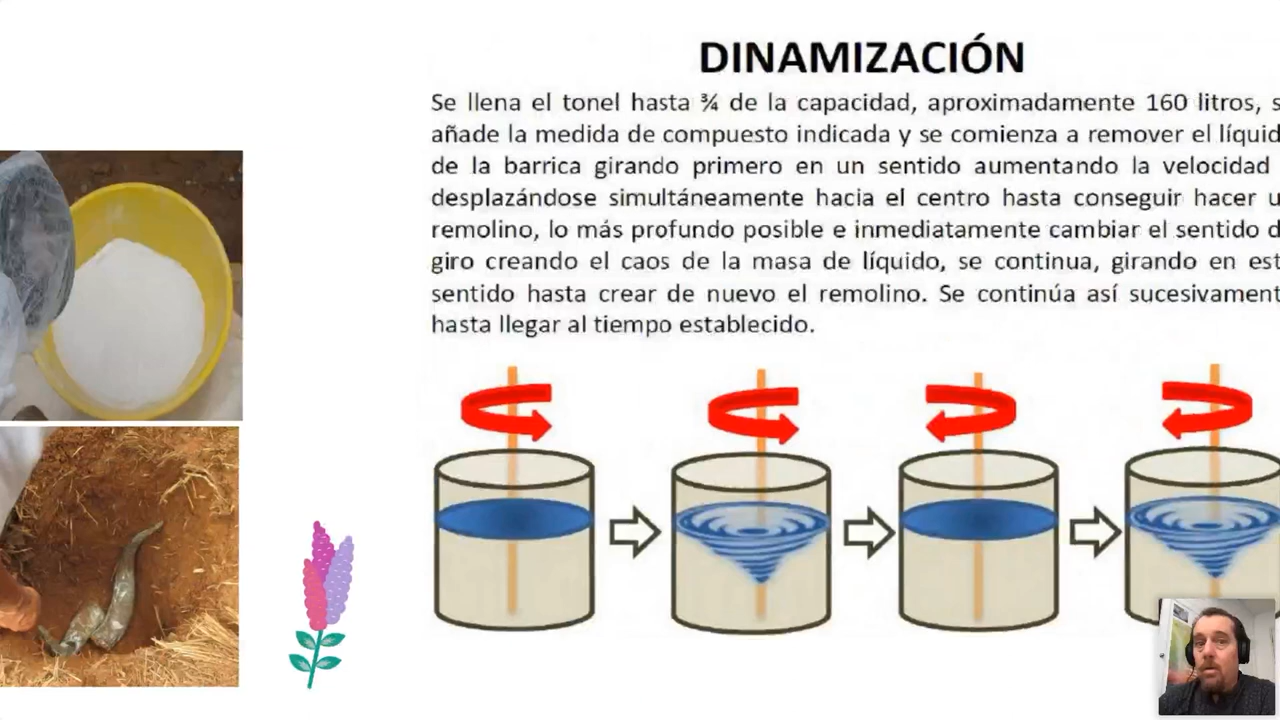 DINAMIZACIÓN
Se llena el tonel hasta ¾ de la capacidad, aproximadamente 160 litros, s
añade la medida de compuesto indicada y se comienza a remover el líquid
de la barrica girando primero en un sentido aumentando la velocidad
desplazándose simultáneamente hacia el centro hasta conseguir hacer u
remolino, lo más profundo posible e inmediatamente cambiar el sentido d
giro creando el caos de la masa de líquido, se continua, girando en est
sentido hasta crear de nuevo el remolino. Se continúa así sucesivament
hasta llegar al tiempo establecido.